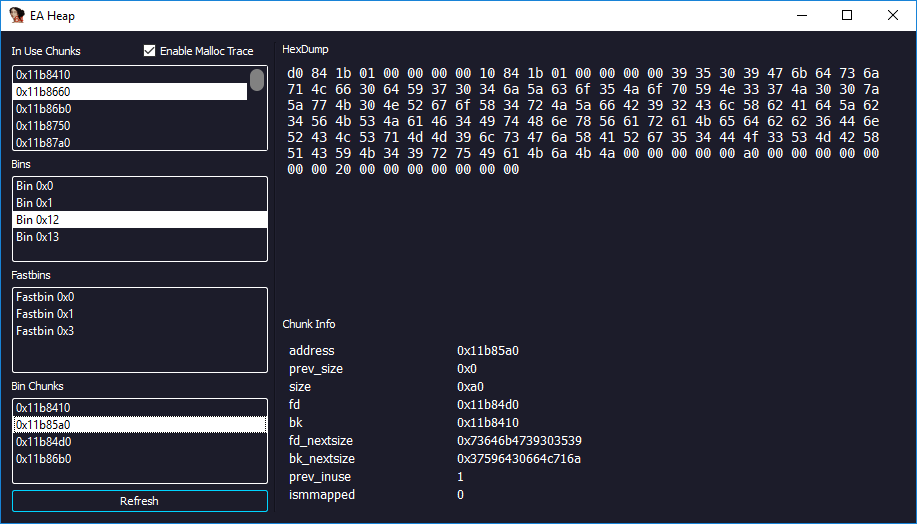 EA Heap
In Use Chunks
Enable Malloc Trace
0x11b8410
0x11b8660
0x11b86b0
0x11b8750
0x11b87a0
Bins
Bin 0x0
Bin 0x1
Bin 0x12
Bin 0x13
Fastbins
Fastbin 0x0
Fastbin 0x1
Fastbin 0x3
Bin Chunks
0x11b8410
0x11b85a0
0x11b84d0
0x11b86b0
Refresh
HexDump
d0 84 1b 01 00 00 00 00 10 84 1b 01 00 00 00 00 39 35 30 39 47 6b 64 73 6a
71 4c 66 30 64 59 37 30 34 6a 5a 63 6f 35 4a 6f 70 59 4e 33 37 4a 30 30 7a
5a 77 4b 30 4e 52 67 6f 58 34 72 4a 5a 66 42 39 32 43 6c 58 62 41 64 5a 62
34 56 4b 53 4a 61 46 34 49 74 48 6e 78 56 61 72 61 4b 65 64 62 62 36 44 6e
52 43 4c 53 71 4d 4d 39 6c 73 47 6a 58 41 52 67 35 34 44 4f 33 53 4d 42 58
51 43 59 4b 34 39 72 75 49 61 4b 6a 4b 4a 00 00 00 00 00 a0 00 00 00 00 00
00 00 20 00 00 00 00 00 00 00
Chunk Info
address 0x11b85a0
prev_size 0x0
size 0xa0
fd 0x11b84d0
bk 0x11b8410
fd_nextsize 0x73646b4739303539
bk_nextsize 0x37596430664c716a
prev_inuse 1
ismmapped 0